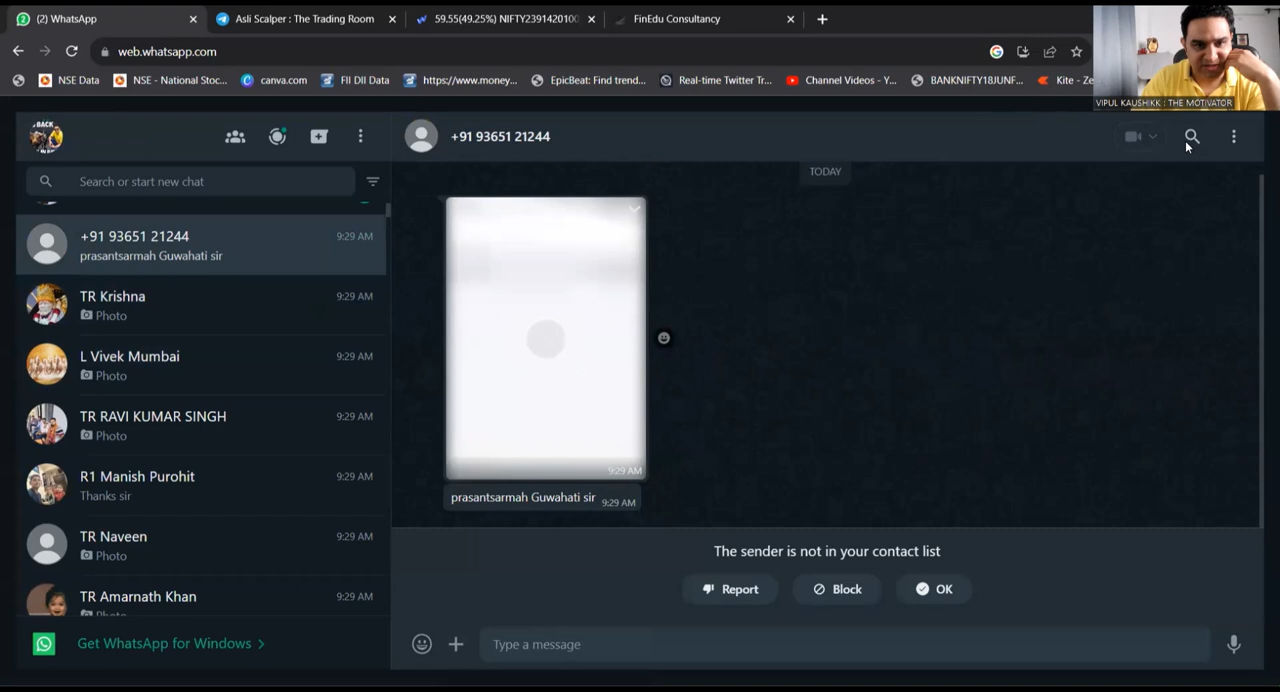 (2) WhatsApp
Asli Scalper : The Trading Room
59.55(49.25%) NIFTY2391420100
FinEdu Consultancy
web.whatsapp.com
NSE Data
NSE - National Stoc...
canva.com
FII DII Data
https://www.money...
EpicBeat: Find trend...
Real-time Twitter Tr...
Channel Videos - Y...
BANKNIFTY18JUNF...
Kite - Ze
VIPUL KAUSHIKK : THE MOTIVATOR
BACK
+91 93651 21244
Search or start new chat
TODAY
+91 93651 21244
9:29 AM
prasantsarmah Guwahati sir
TR Krishna
9:29 AM
Photo
L Vivek Mumbai
9:29 AM
Photo
TR RAVI KUMAR SINGH
9:29 AM
Photo
R1 Manish Purohit
9:29 AM
Thanks sir
TR Naveen
9:29 AM
Photo
TR Amarnath Khan
9:29 AM
Photo
Get WhatsApp for Windows
9:29 AM
prasantsarmah Guwahati sir
9:29 AM
The sender is not in your contact list
Report
Block
OK
Type a message